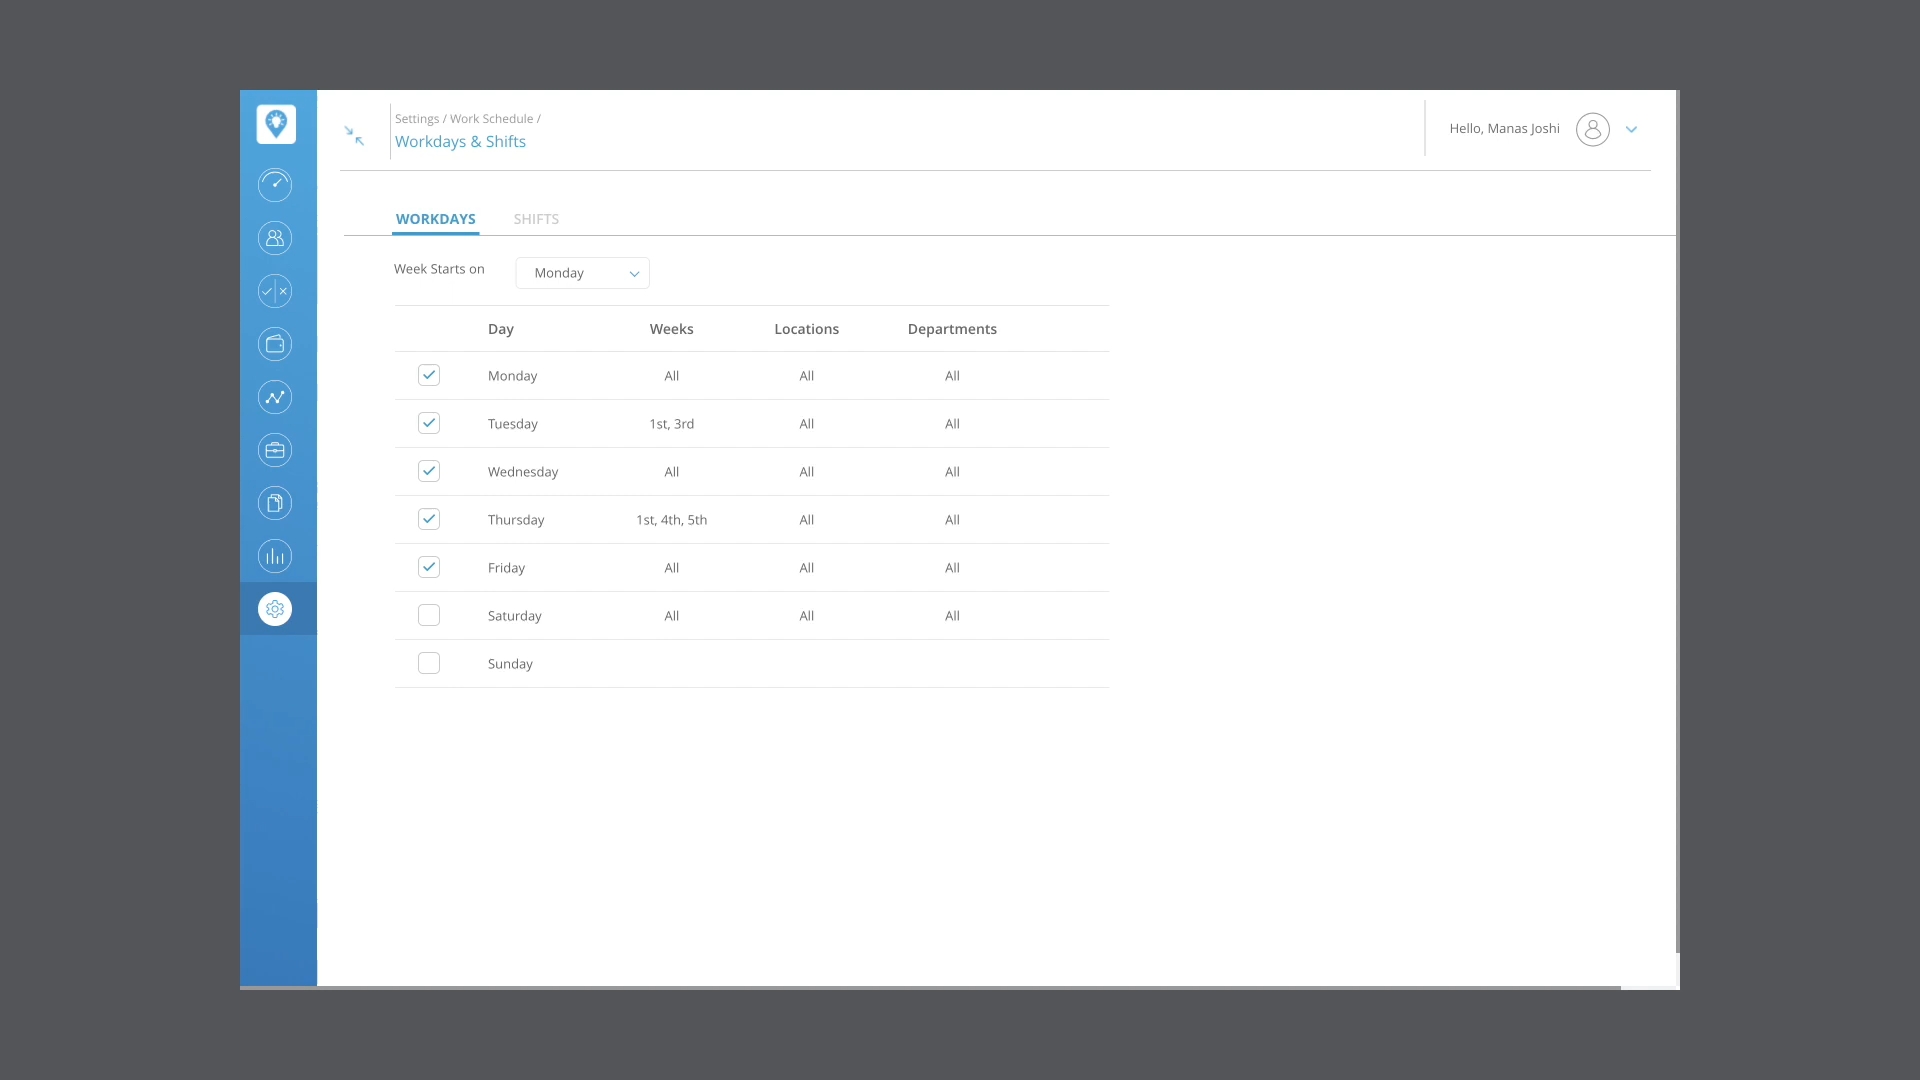 Settings / Work Schedule /
Workdays & Shifts
Hello, Manas Joshi
WORKDAYS SHIFTS
Week Starts on Monday
Day Weeks Locations Departments
Monday All All All
Tuesday 1st, 3rd All All
Wednesday All All All
Thursday 1st, 4th, 5th All All
Friday All All All
Saturday All All All
Sunday